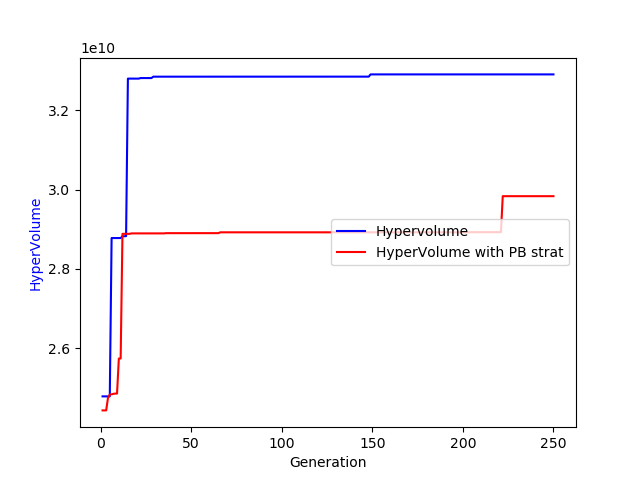 1e10
3.2
3.0
2.8
2.6
HyperVolume
Hypervolume
HyperVolume with PB strat
0 50 100 150 200 250
Generation